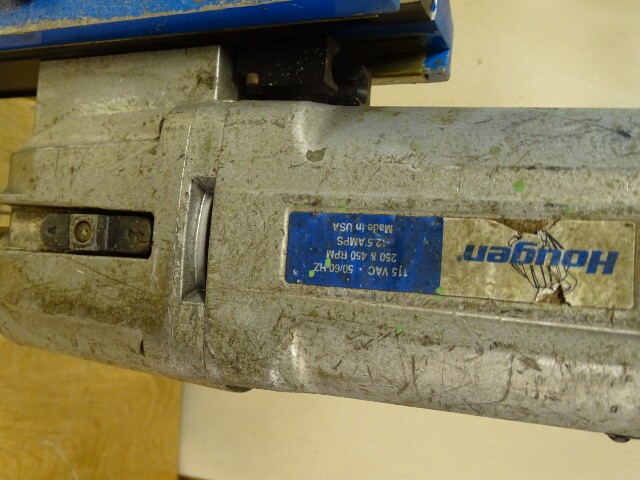 Hougen®
115 VAC • 50/60 HZ
250 & 450 RPM
12.5 AMPS
Made in USA